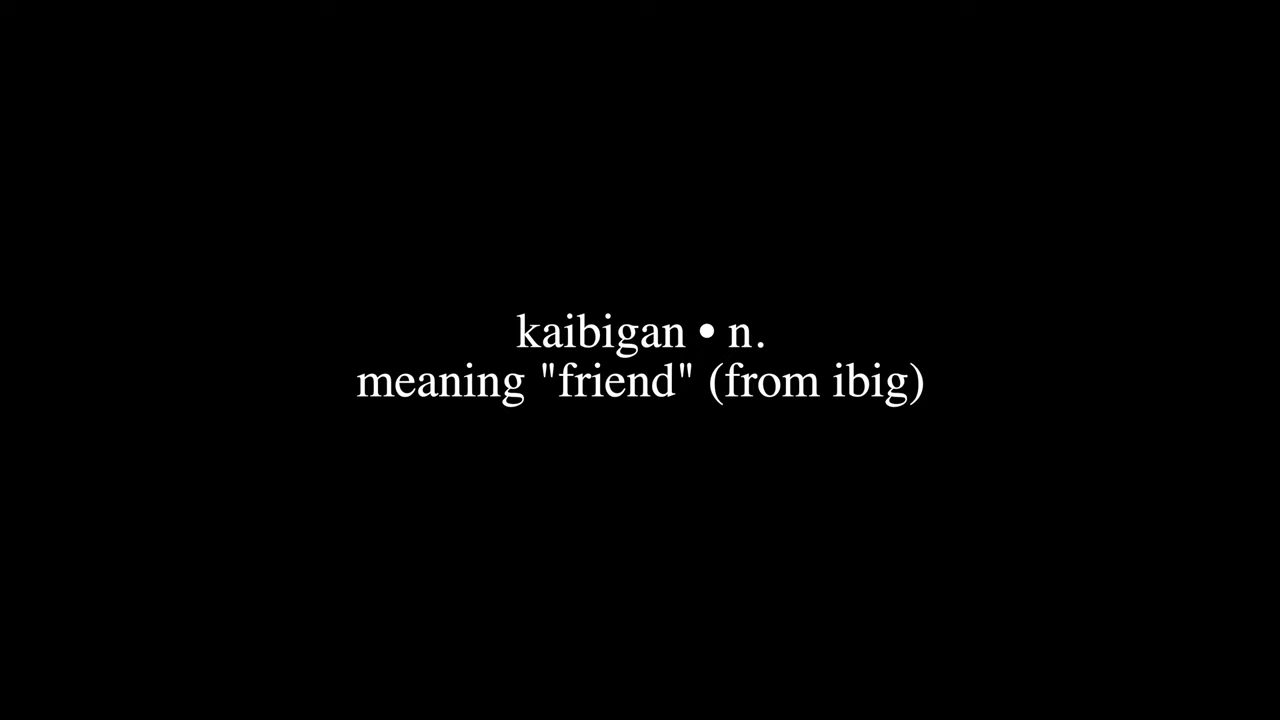 kaibigan • n.
meaning "friend" (from ibig)